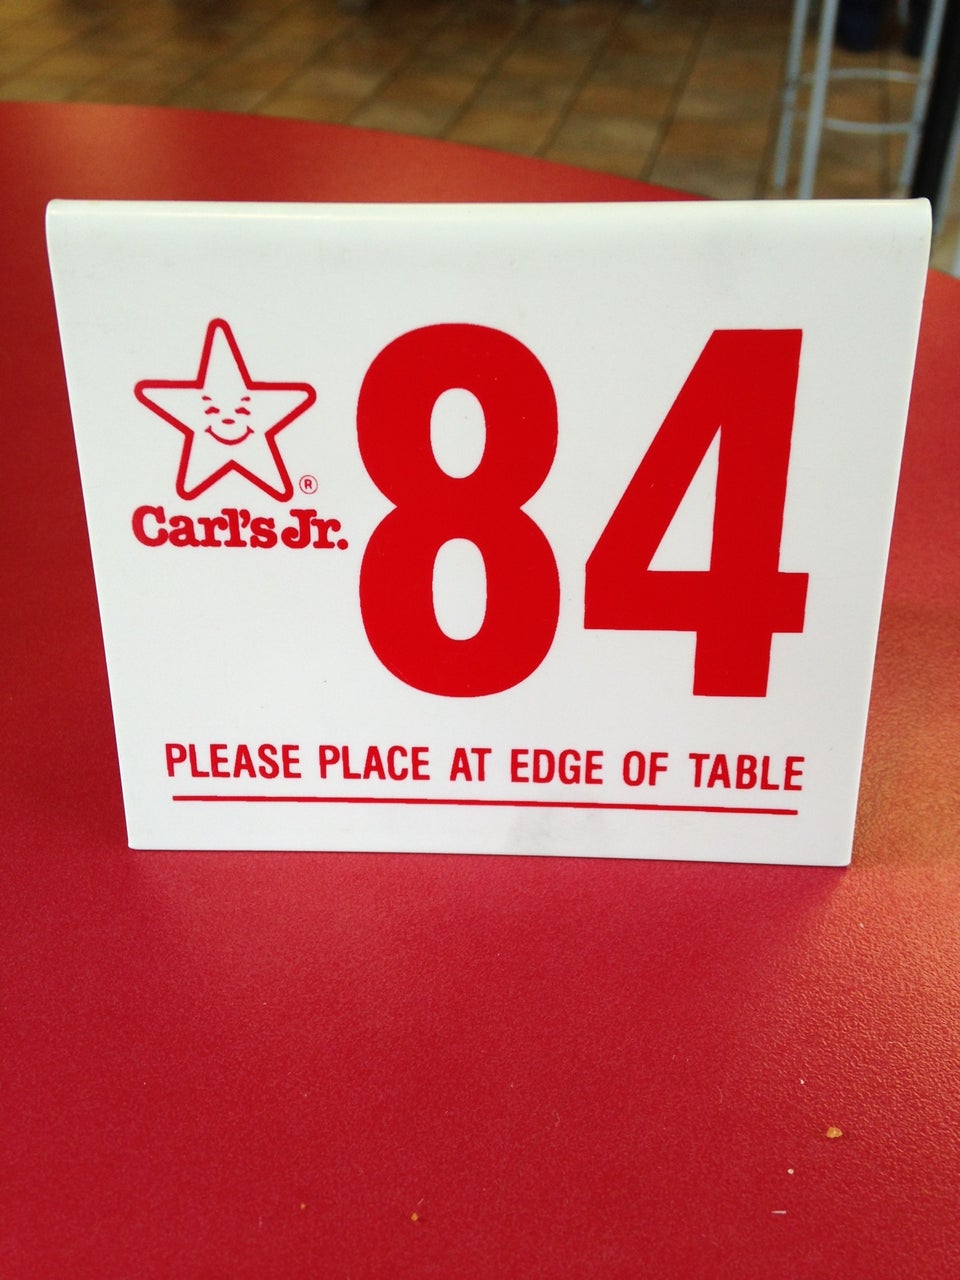 84
®
Carl's Jr.
PLEASE PLACE AT EDGE OF TABLE